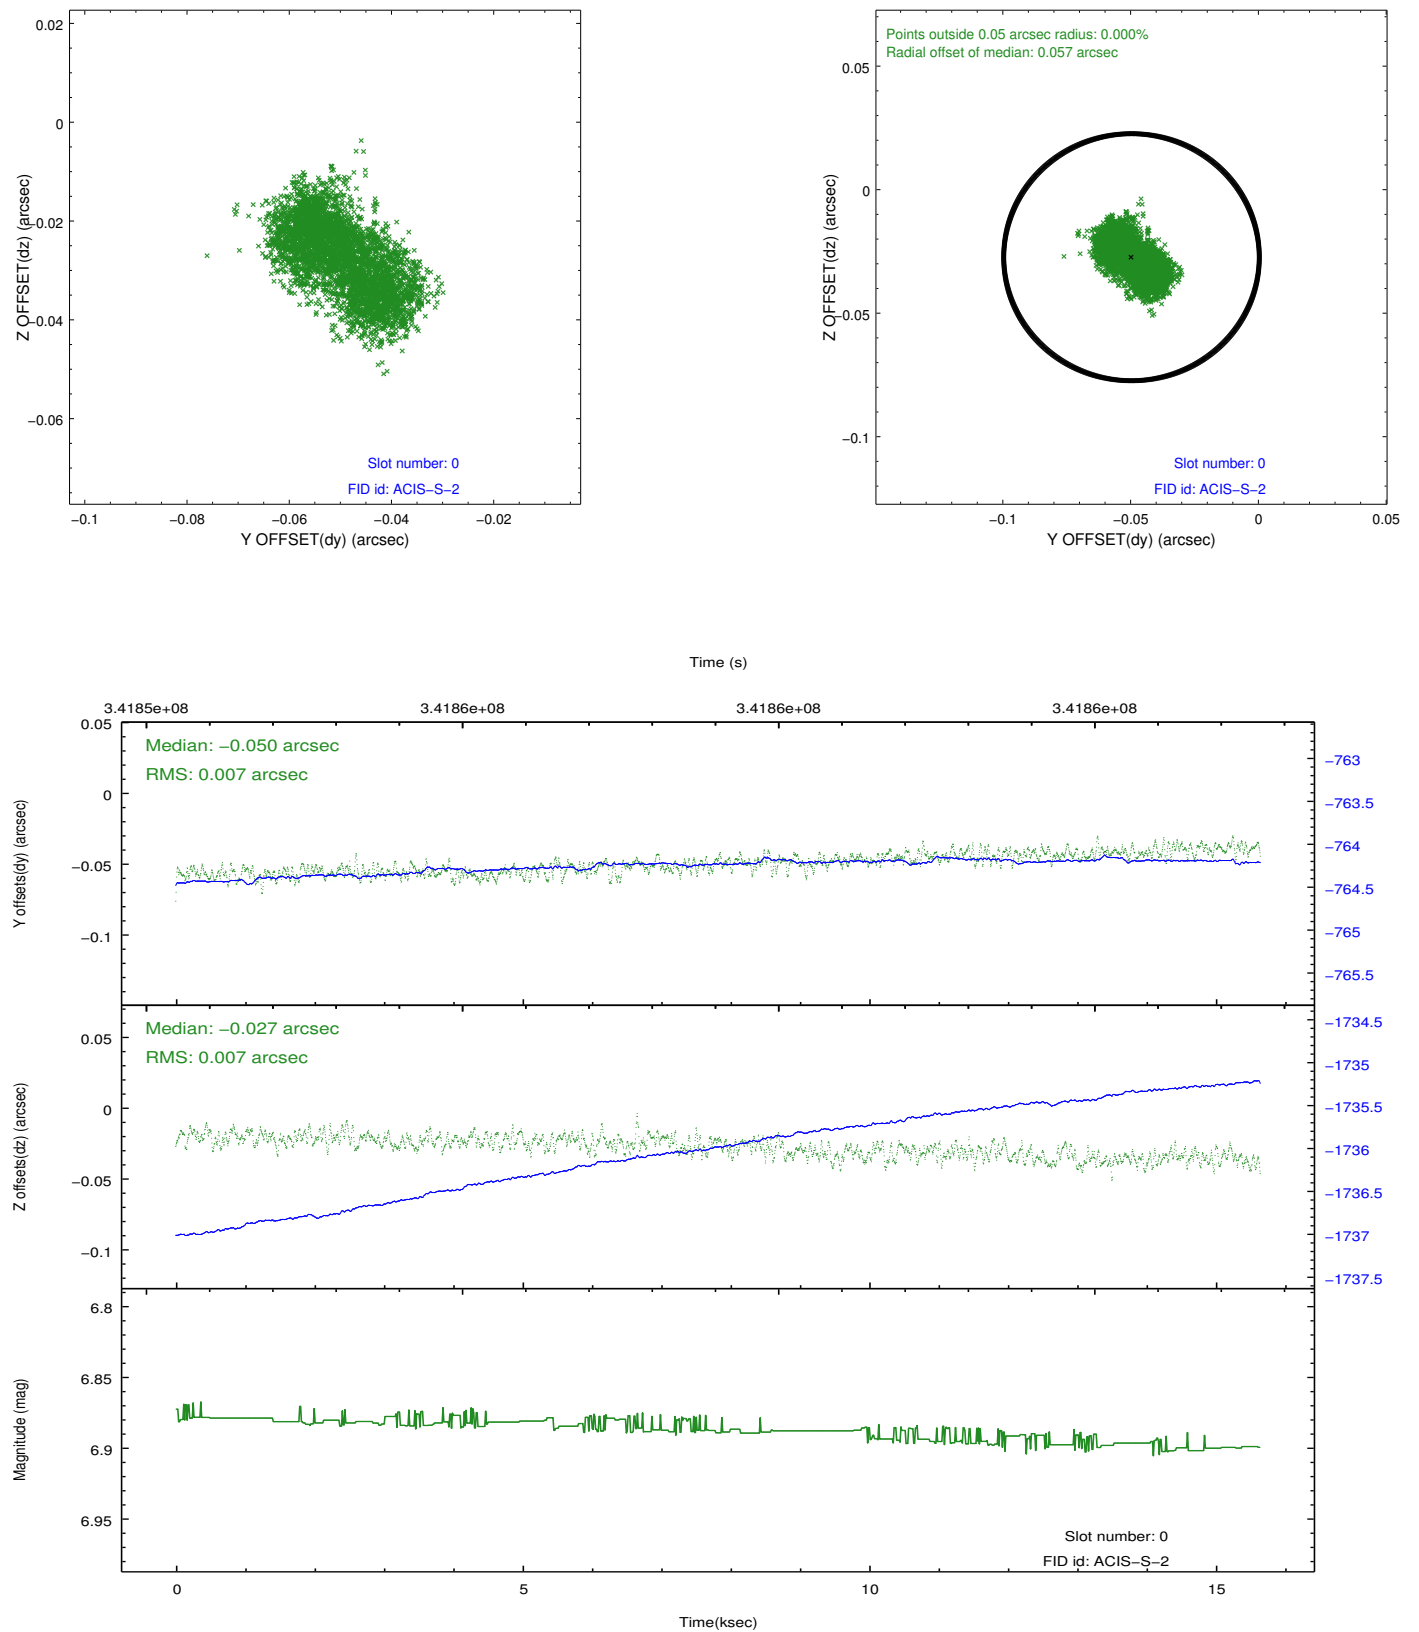 0.02
0
−0.02
−0.04
−0.06
Z OFFSET(dz) (arcsec)
Slot number: 0
FID id: ACIS−S−2
−0.1
−0.08
−0.06
−0.04
−0.02
Y OFFSET(dy) (arcsec)
Points outside 0.05 arcsec radius: 0.000%
Radial offset of median: 0.057 arcsec
0.05
0
−0.05
−0.1
Z OFFSET(dz) (arcsec)
Slot number: 0
FID id: ACIS−S−2
−0.1
−0.05
0
0.05
Y OFFSET(dy) (arcsec)
Time (s)
3.4185e+08
3.4186e+08
3.4186e+08
3.4186e+08
Median: −0.050 arcsec
RMS: 0.007 arcsec
0.05
0
−0.05
−0.1
Y offsets(dy) (arcsec)
−763
−763.5
−764
−764.5
−765
−765.5
Median: −0.027 arcsec
RMS: 0.007 arcsec
0.05
0
−0.05
−0.1
Z offsets(dz) (arcsec)
−1734.5
−1735
−1735.5
−1736
−1736.5
−1737
−1737.5
6.8
6.85
6.9
6.95
Magnitude (mag)
Slot number: 0
FID id: ACIS−S−2
0
5
10
15
Time(ksec)